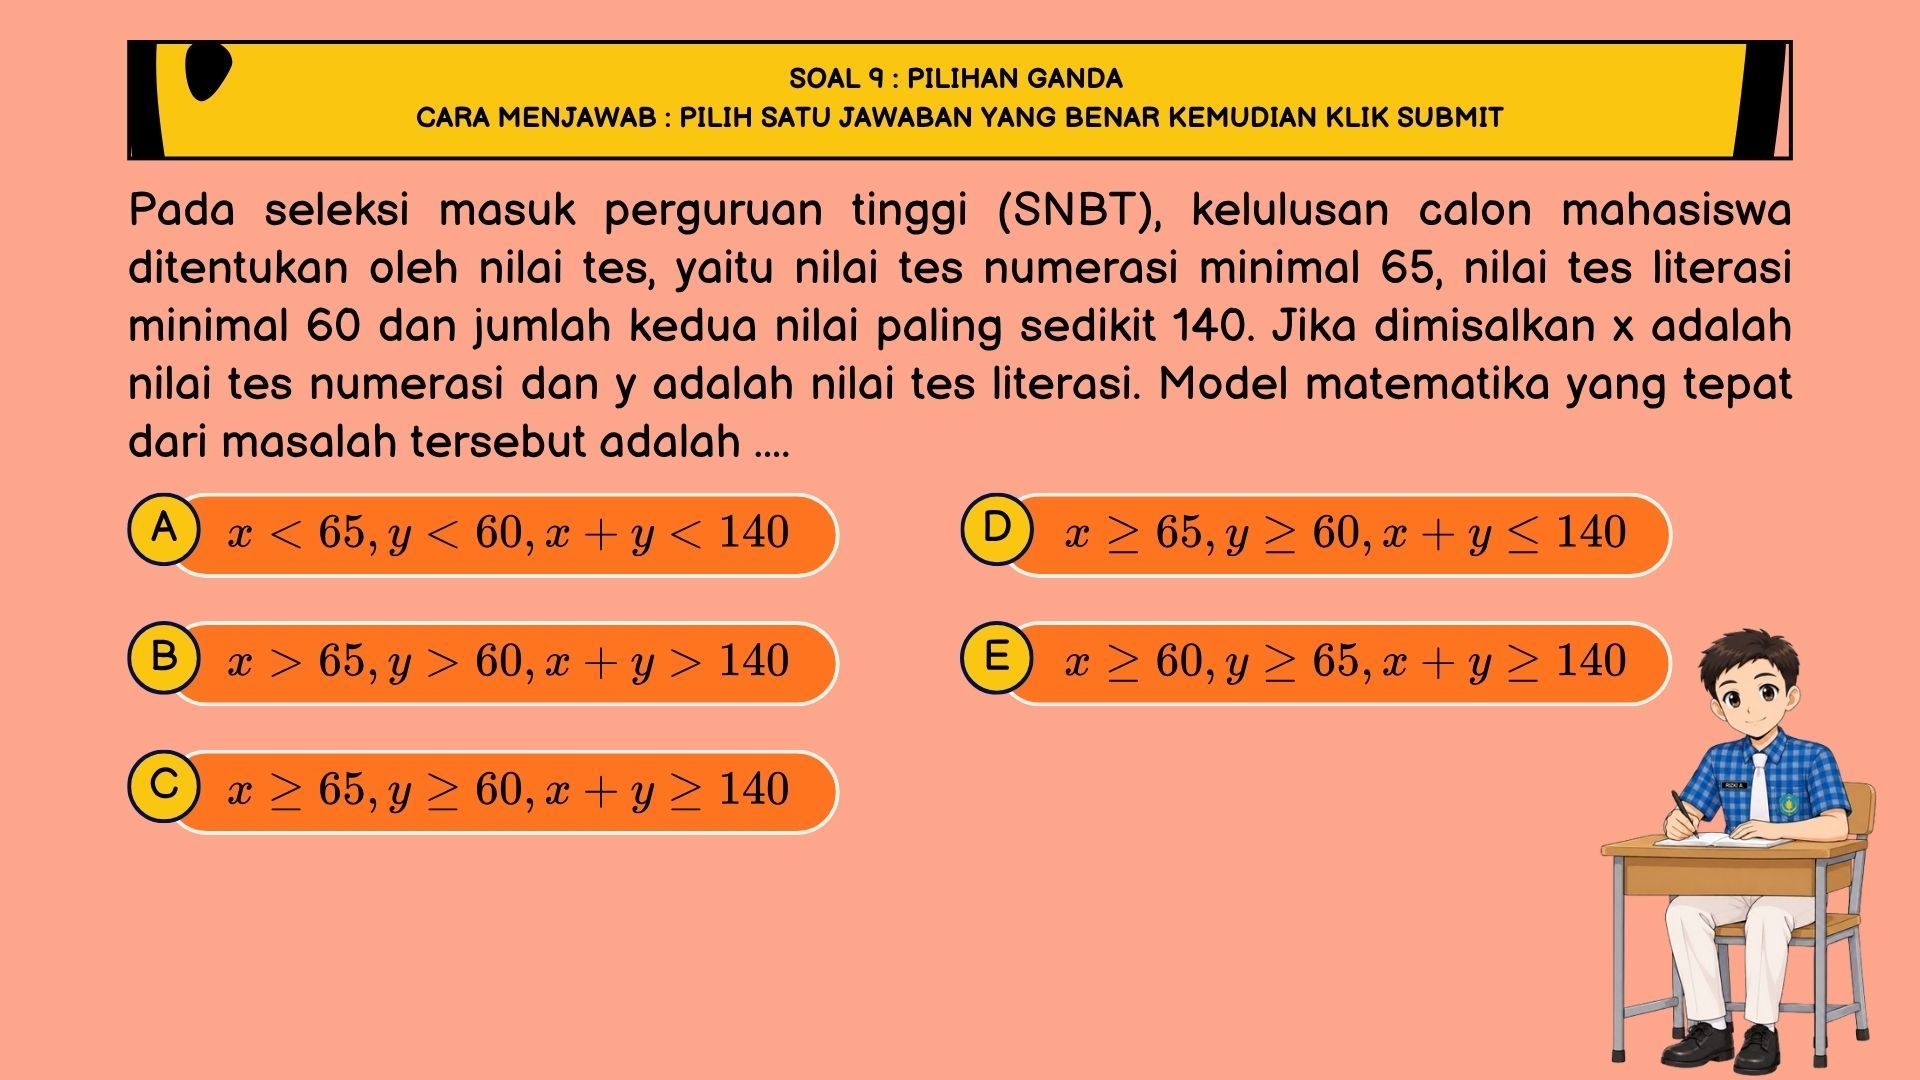 SOAL 9 : PILIHAN GANDA
CARA MENJAWAB : PILIH SATU JAWABAN YANG BENAR KEMUDIAN KLIK SUBMIT
Pada seleksi masuk perguruan tinggi (SNBT), kelulusan calon mahasiswa
ditentukan oleh nilai tes, yaitu nilai tes numerasi minimal 65, nilai tes literasi
minimal 60 dan jumlah kedua nilai paling sedikit 140. Jika dimisalkan x adalah
nilai tes numerasi dan y adalah nilai tes literasi. Model matematika yang tepat
dari masalah tersebut adalah ....
A x < 65, y < 60, x + y < 140
B x > 65, y > 60, x + y > 140
C x ≥ 65, y ≥ 60, x + y ≥ 140
D x ≥ 65, y ≥ 60, x + y ≤ 140
E x ≥ 60, y ≥ 65, x + y ≥ 140
RIZKI A.